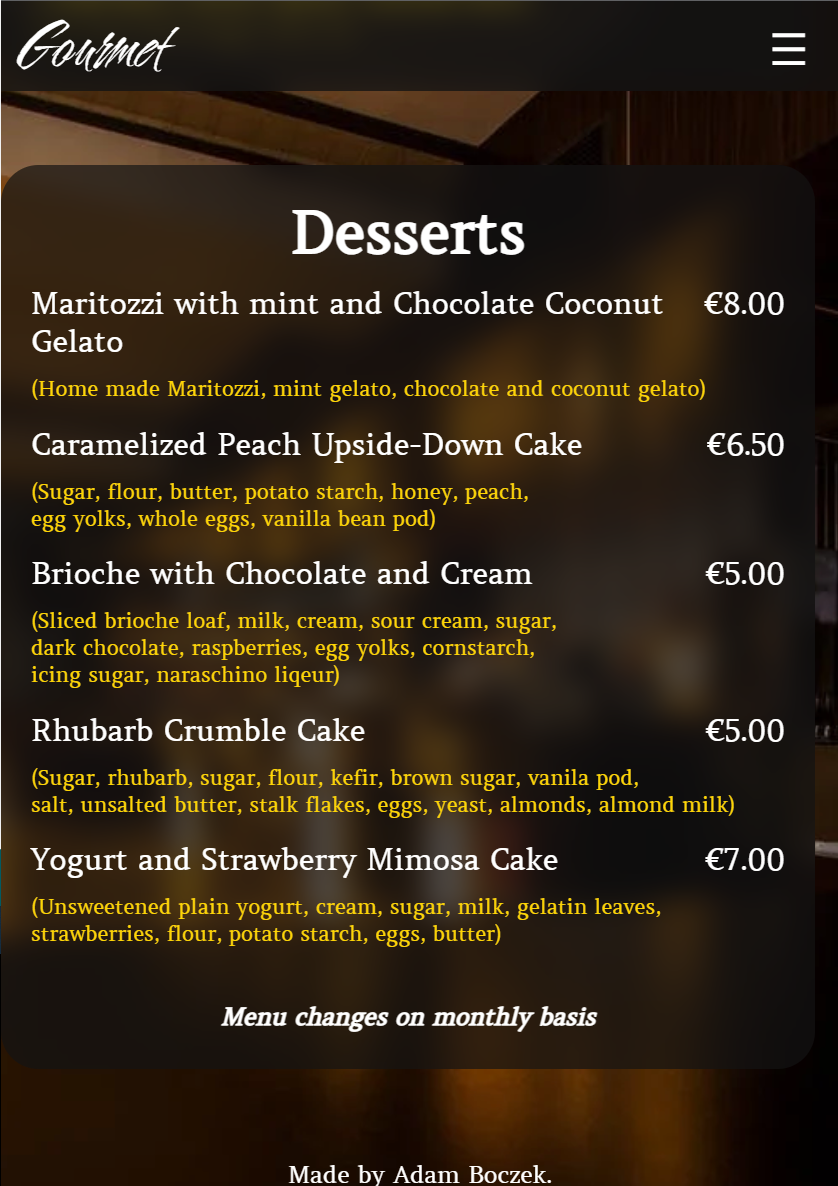 Gourmet
Desserts
Maritozzi with mint and Chocolate Coconut €8.00
Gelato
(Home made Maritozzi, mint gelato, chocolate and coconut gelato)
Caramelized Peach Upside-Down Cake €6.50
(Sugar, flour, butter, potato starch, honey, peach,
egg yolks, whole eggs, vanilla bean pod)
Brioche with Chocolate and Cream €5.00
(Sliced brioche loaf, milk, cream, sour cream, sugar,
dark chocolate, raspberries, egg yolks, cornstarch,
icing sugar, naraschino liqeur)
Rhubarb Crumble Cake €5.00
(Sugar, rhubarb, sugar, flour, kefir, brown sugar, vanila pod,
salt, unsalted butter, stalk flakes, eggs, yeast, almonds, almond milk)
Yogurt and Strawberry Mimosa Cake €7.00
(Unsweetened plain yogurt, cream, sugar, milk, gelatin leaves,
strawberries, flour, potato starch, eggs, butter)
Menu changes on monthly basis
Made by Adam Boczek.